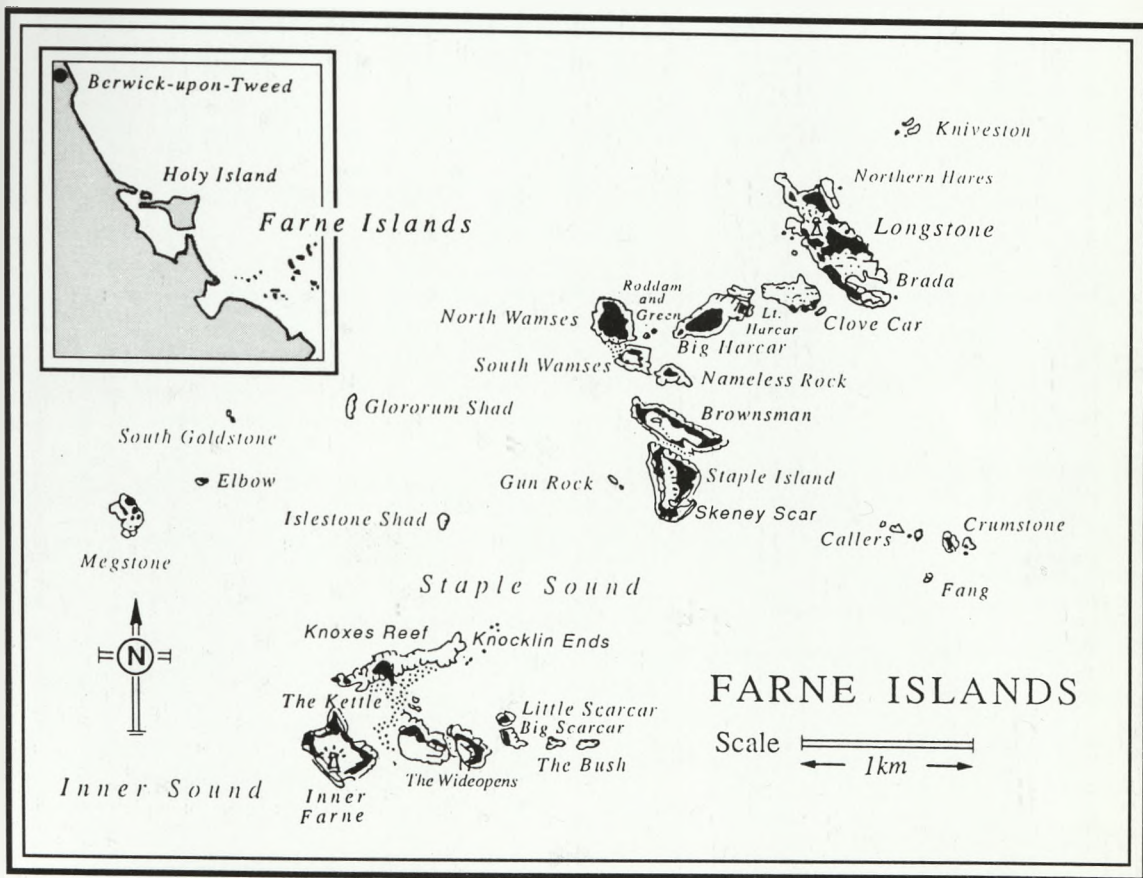 Berwick-upon-Tweed
Holy Island
Farne Islands
Kniveston
Northern Hares
Longstone
Brada
Roddam
and
Green
North Wamses
Lt.
Harcar
Clove Car
Big Harcar
South Wamses
Nameless Rock
Glororum Shad
Brownsman
South Goldstone
Elbow
Gun Rock
Staple Island
Skeney Scar
Islestone Shad
Callers
Crumstone
Megstone
Fang
Staple Sound
N
Knoxes Reef
Knocklin Ends
FARNE ISLANDS
The Kettle
Little Scarcar
Big Scarcar
Scale
1km
The Bush
The Wideopens
Inner Sound
Inner
Farne